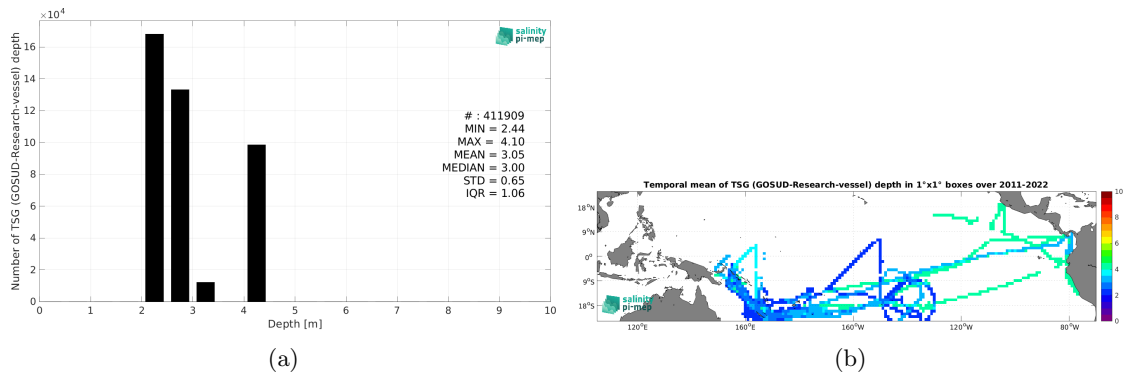 ×10⁴
16
14
12
10
8
6
4
2
0
Number of TSG (GOSUD-Research-vessel) depth
0 1 2 3 4 5 6 7 8 9 10
Depth [m]
salinity
pi-mep
# : 411909
MIN = 2.44
MAX = 4.10
MEAN = 3.05
MEDIAN = 3.00
STD = 0.65
IQR = 1.06
(a)
Temporal mean of TSG (GOSUD-Research-vessel) depth in 1°x1° boxes over 2011-2022
18°N
9°N
0°
9°S
18°S
120°E 160°E 160°W 120°W 80°W
salinity
pi-mep
10
8
6
4
2
0
(b)